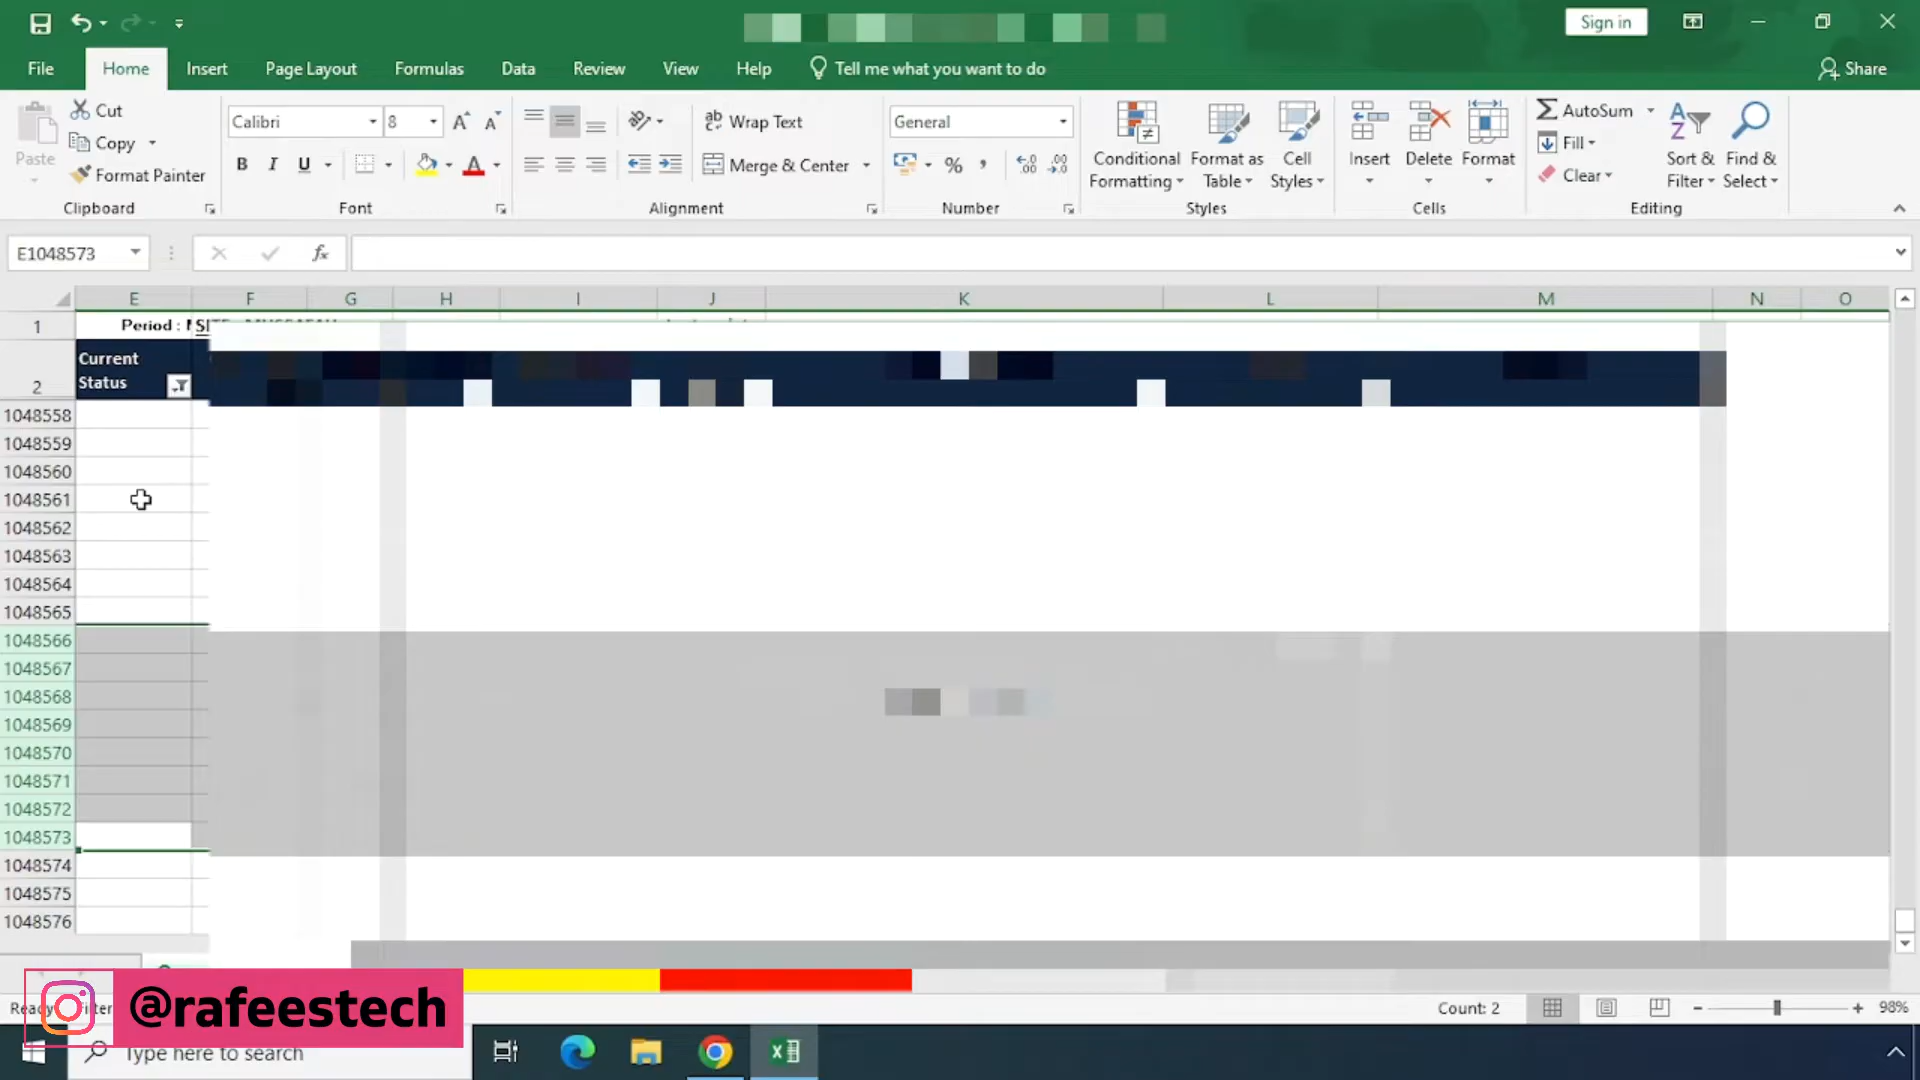 Sign in
File Home Insert Page Layout Formulas Data Review View Help Tell me what you want to do Share
Paste Cut Copy Format Painter Clipboard
Calibri 8 B I U Font
Wrap Text Merge & Center Alignment
General % Number
Conditional Formatting Format as Table Cell Styles Styles
Insert Delete Format Cells
AutoSum Fill Clear Sort & Filter Find & Select Editing
E1048573 fx
E F G H I J K L M N O
1 Period :
2 Current Status
1048558
1048559
1048560
1048561
1048562
1048563
1048564
1048565
1048566
1048567
1048568
1048569
1048570
1048571
1048572
1048573
1048574
1048575
1048576
@rafeestech
Count: 2 98%
Type here to search